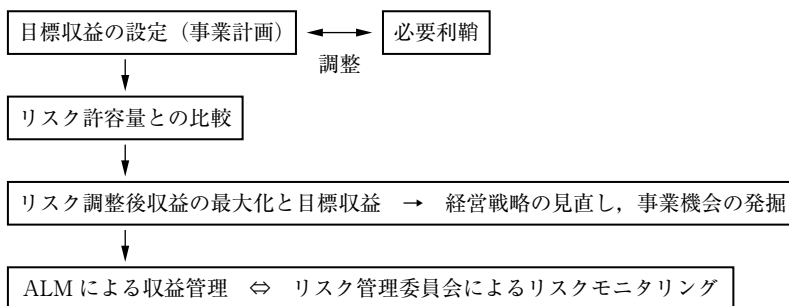 目標収益の設定（事業計画） 必要利鞘
調整
リスク許容量との比較
リスク調整後収益の最大化と目標収益 → 経営戦略の見直し，事業機会の発掘
ALM による収益管理 ⇔ リスク管理委員会によるリスクモニタリング